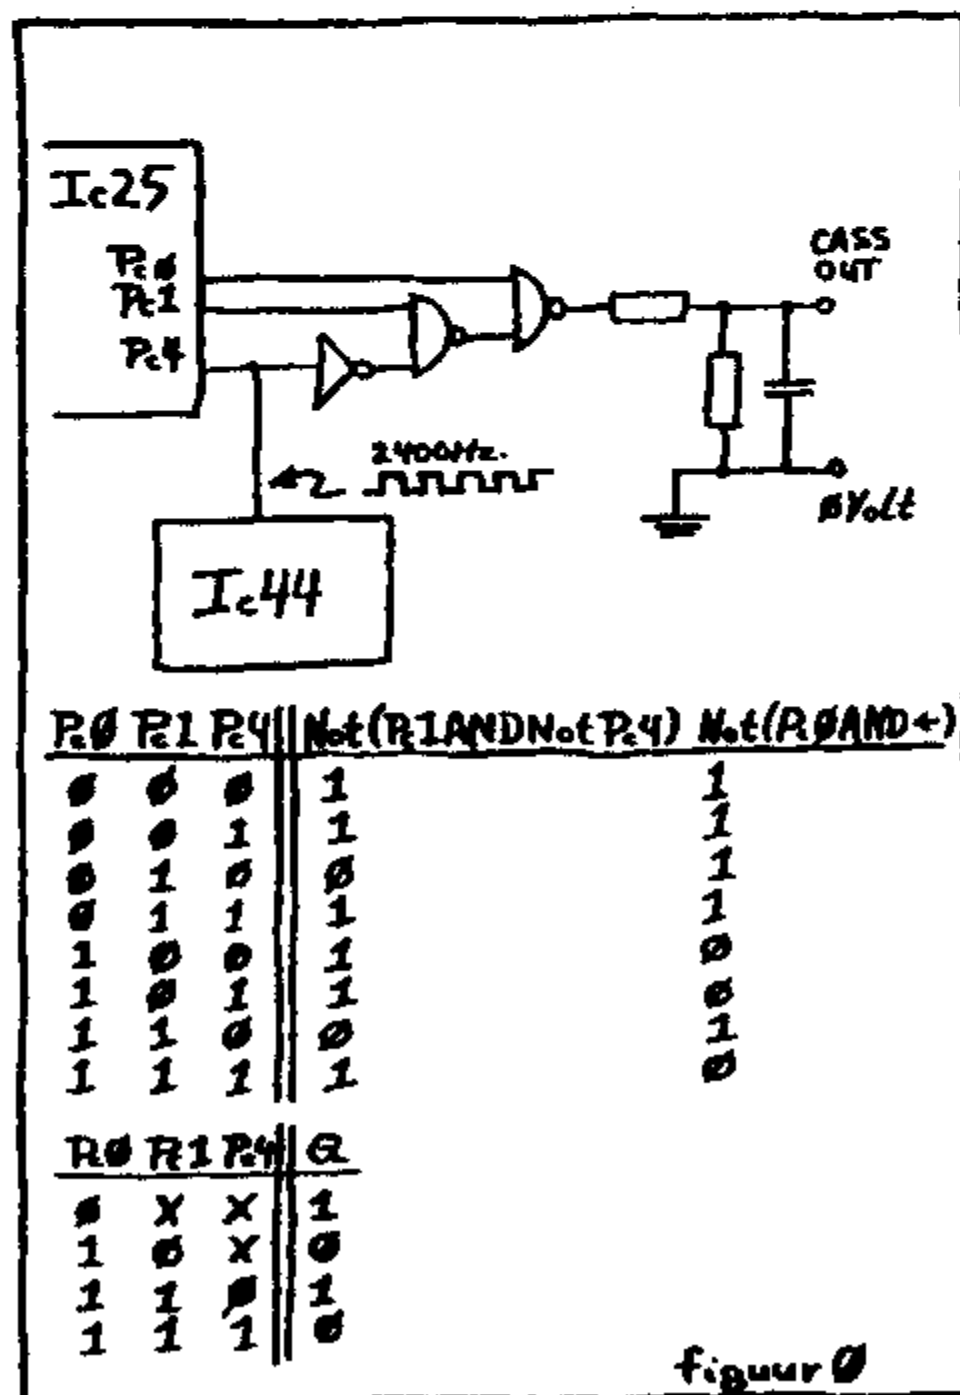 Ic25
Pc0
Pc1
Pc4
CASS
OUT
2400Hz.
0Volt
Ic44
Pc0 Pc1 Pc4 Not(Pc1ANDNotPc4) Not(Pc0AND←)
0 0 0 1 1
0 0 1 1 1
0 1 0 0 1
0 1 1 1 1
1 0 0 1 0
1 0 1 1 0
1 1 0 0 1
1 1 1 1 0
Pc0 Pc1 Pc4 Q
0 X X 1
1 0 X 0
1 1 0 1
1 1 1 0
figuur 0